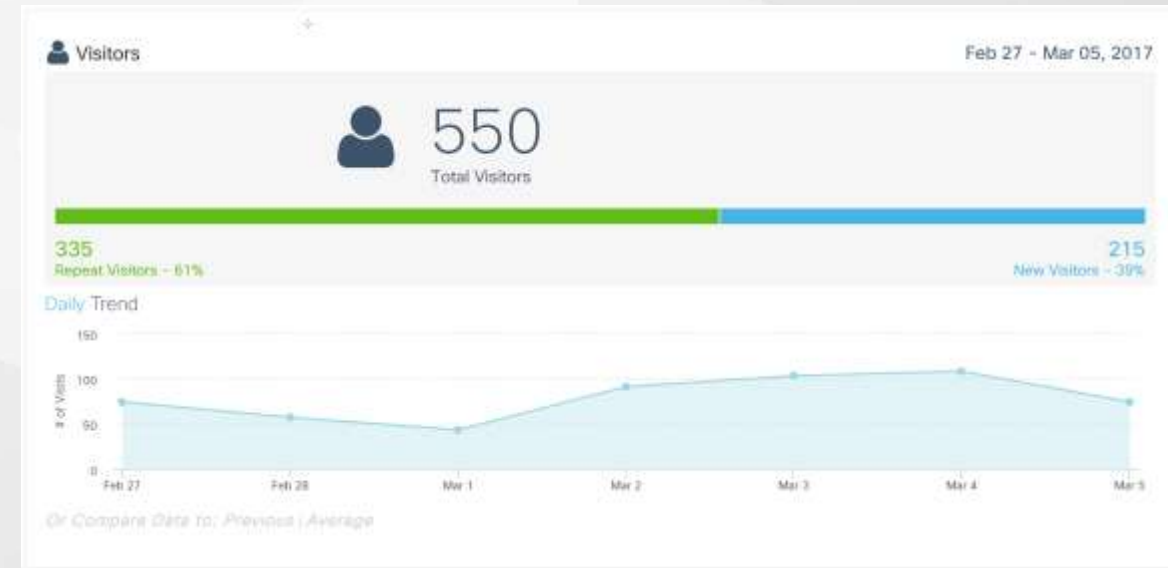 Visitors
Feb 27 - Mar 05, 2017
550
Total Visitors
335
Repeat Visitors - 61%
215
New Visitors - 39%
Daily Trend
# of Visits
150
100
50
0
Feb 27 Feb 28 Mar 1 Mar 2 Mar 3 Mar 4 Mar 5
Or Compare Data to: Previous | Average